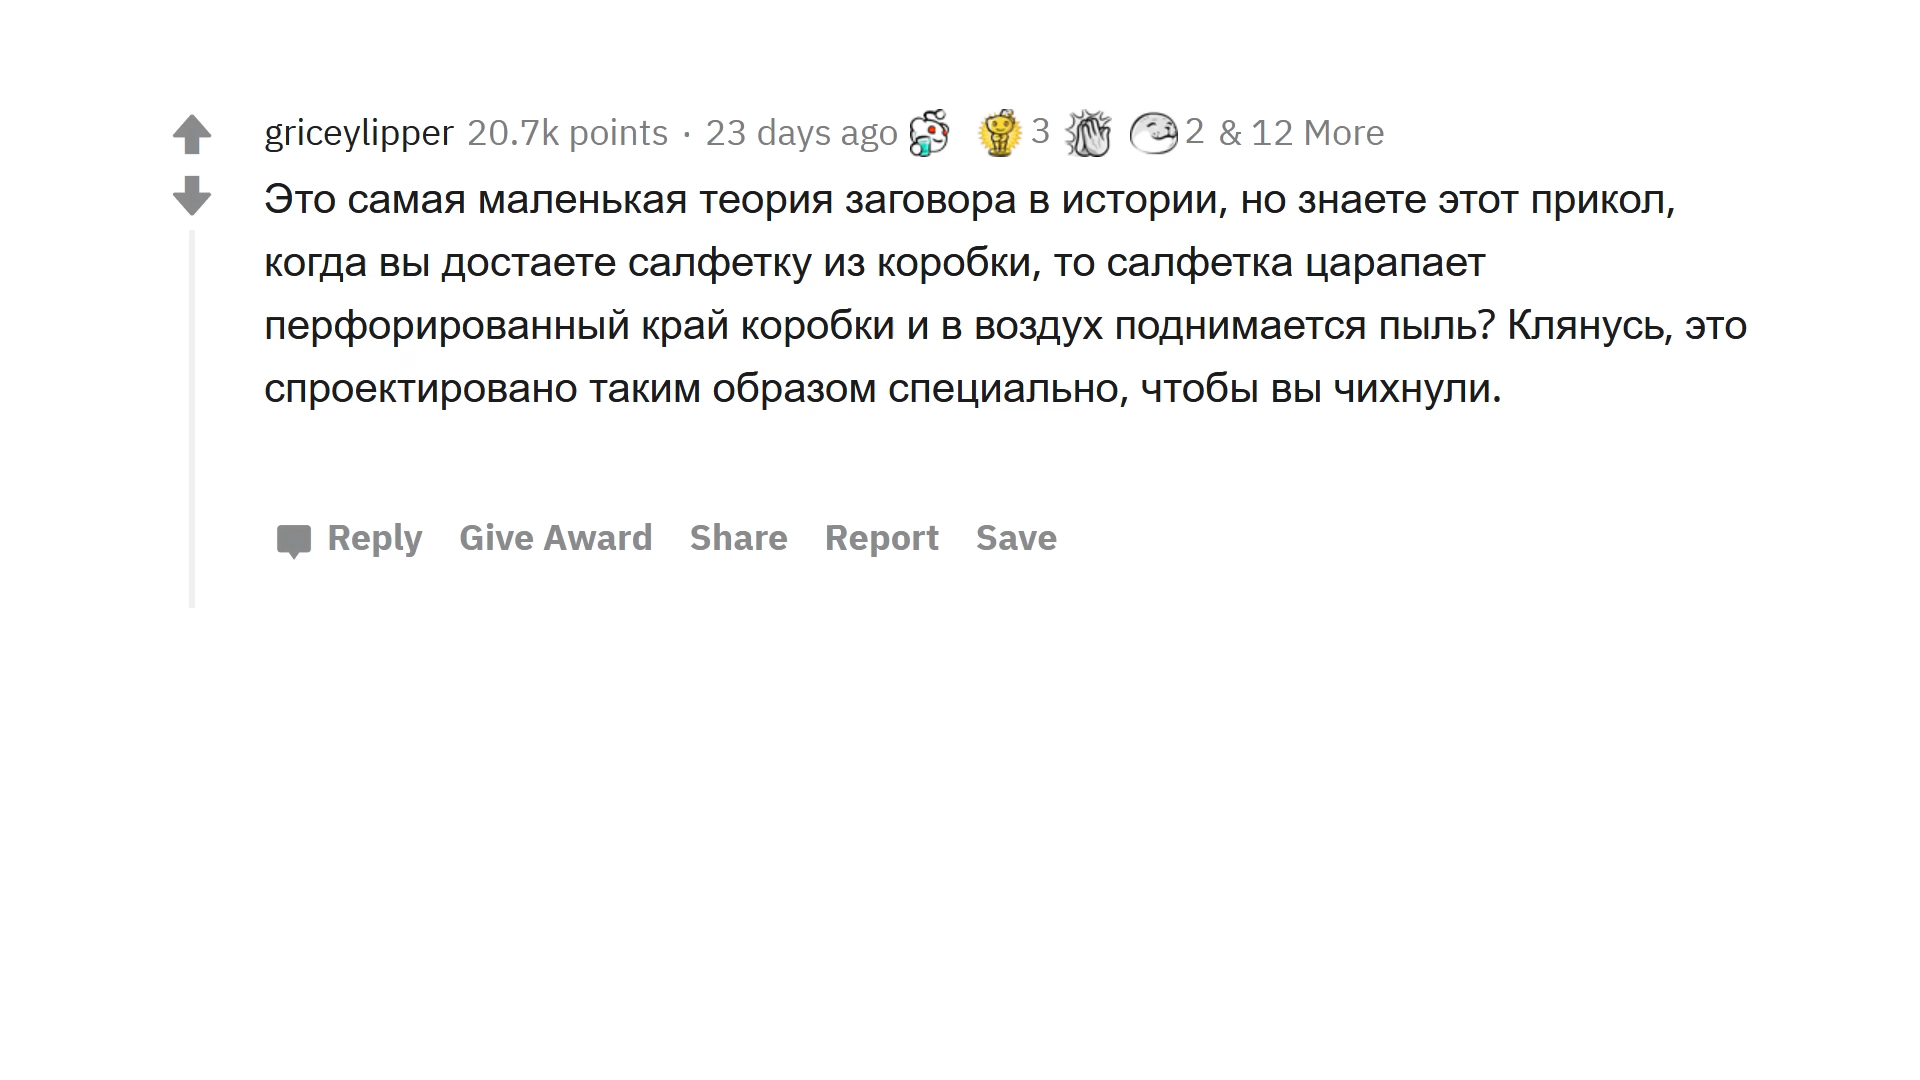 griceylipper 20.7k points · 23 days ago 3 2 & 12 More
Это самая маленькая теория заговора в истории, но знаете этот прикол,
когда вы достаете салфетку из коробки, то салфетка царапает
перфорированный край коробки и в воздух поднимается пыль? Клянусь, это
спроектировано таким образом специально, чтобы вы чихнули.
Reply Give Award Share Report Save